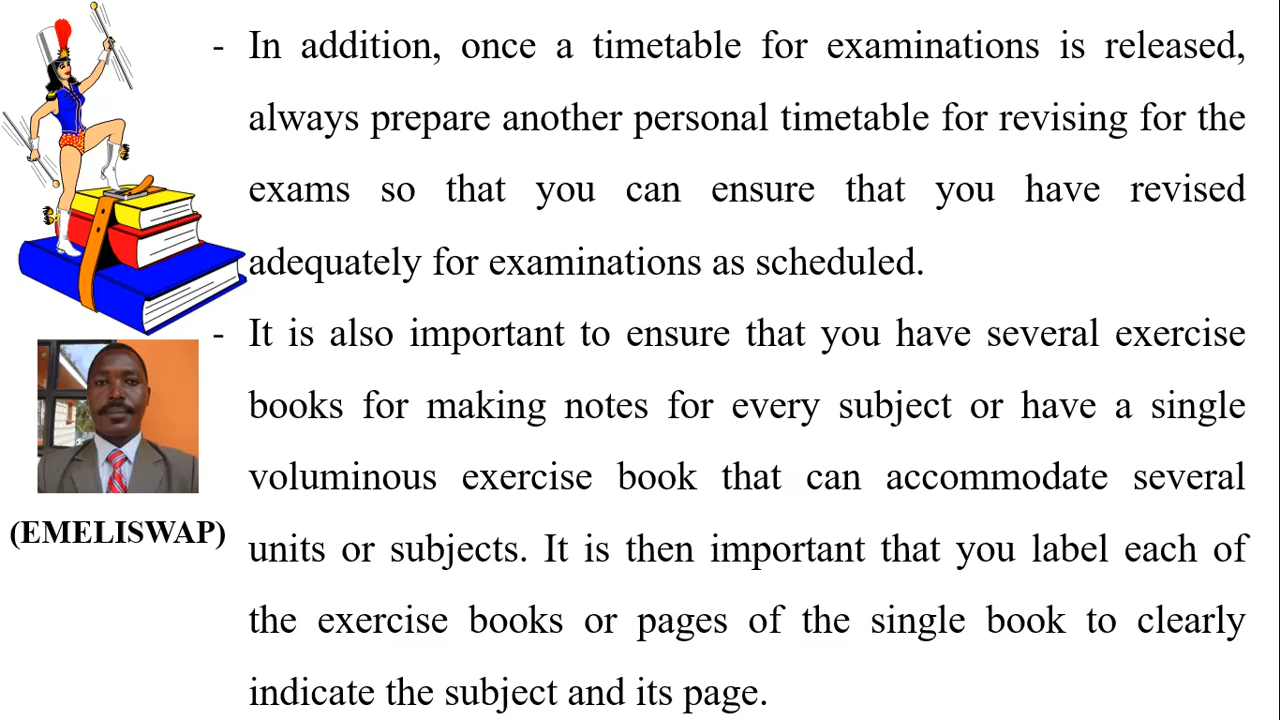 - In addition, once a timetable for examinations is released,
always prepare another personal timetable for revising for the
exams so that you can ensure that you have revised
adequately for examinations as scheduled.
- It is also important to ensure that you have several exercise
books for making notes for every subject or have a single
voluminous exercise book that can accommodate several
units or subjects. It is then important that you label each of
the exercise books or pages of the single book to clearly
indicate the subject and its page.
(EMELISWAP)